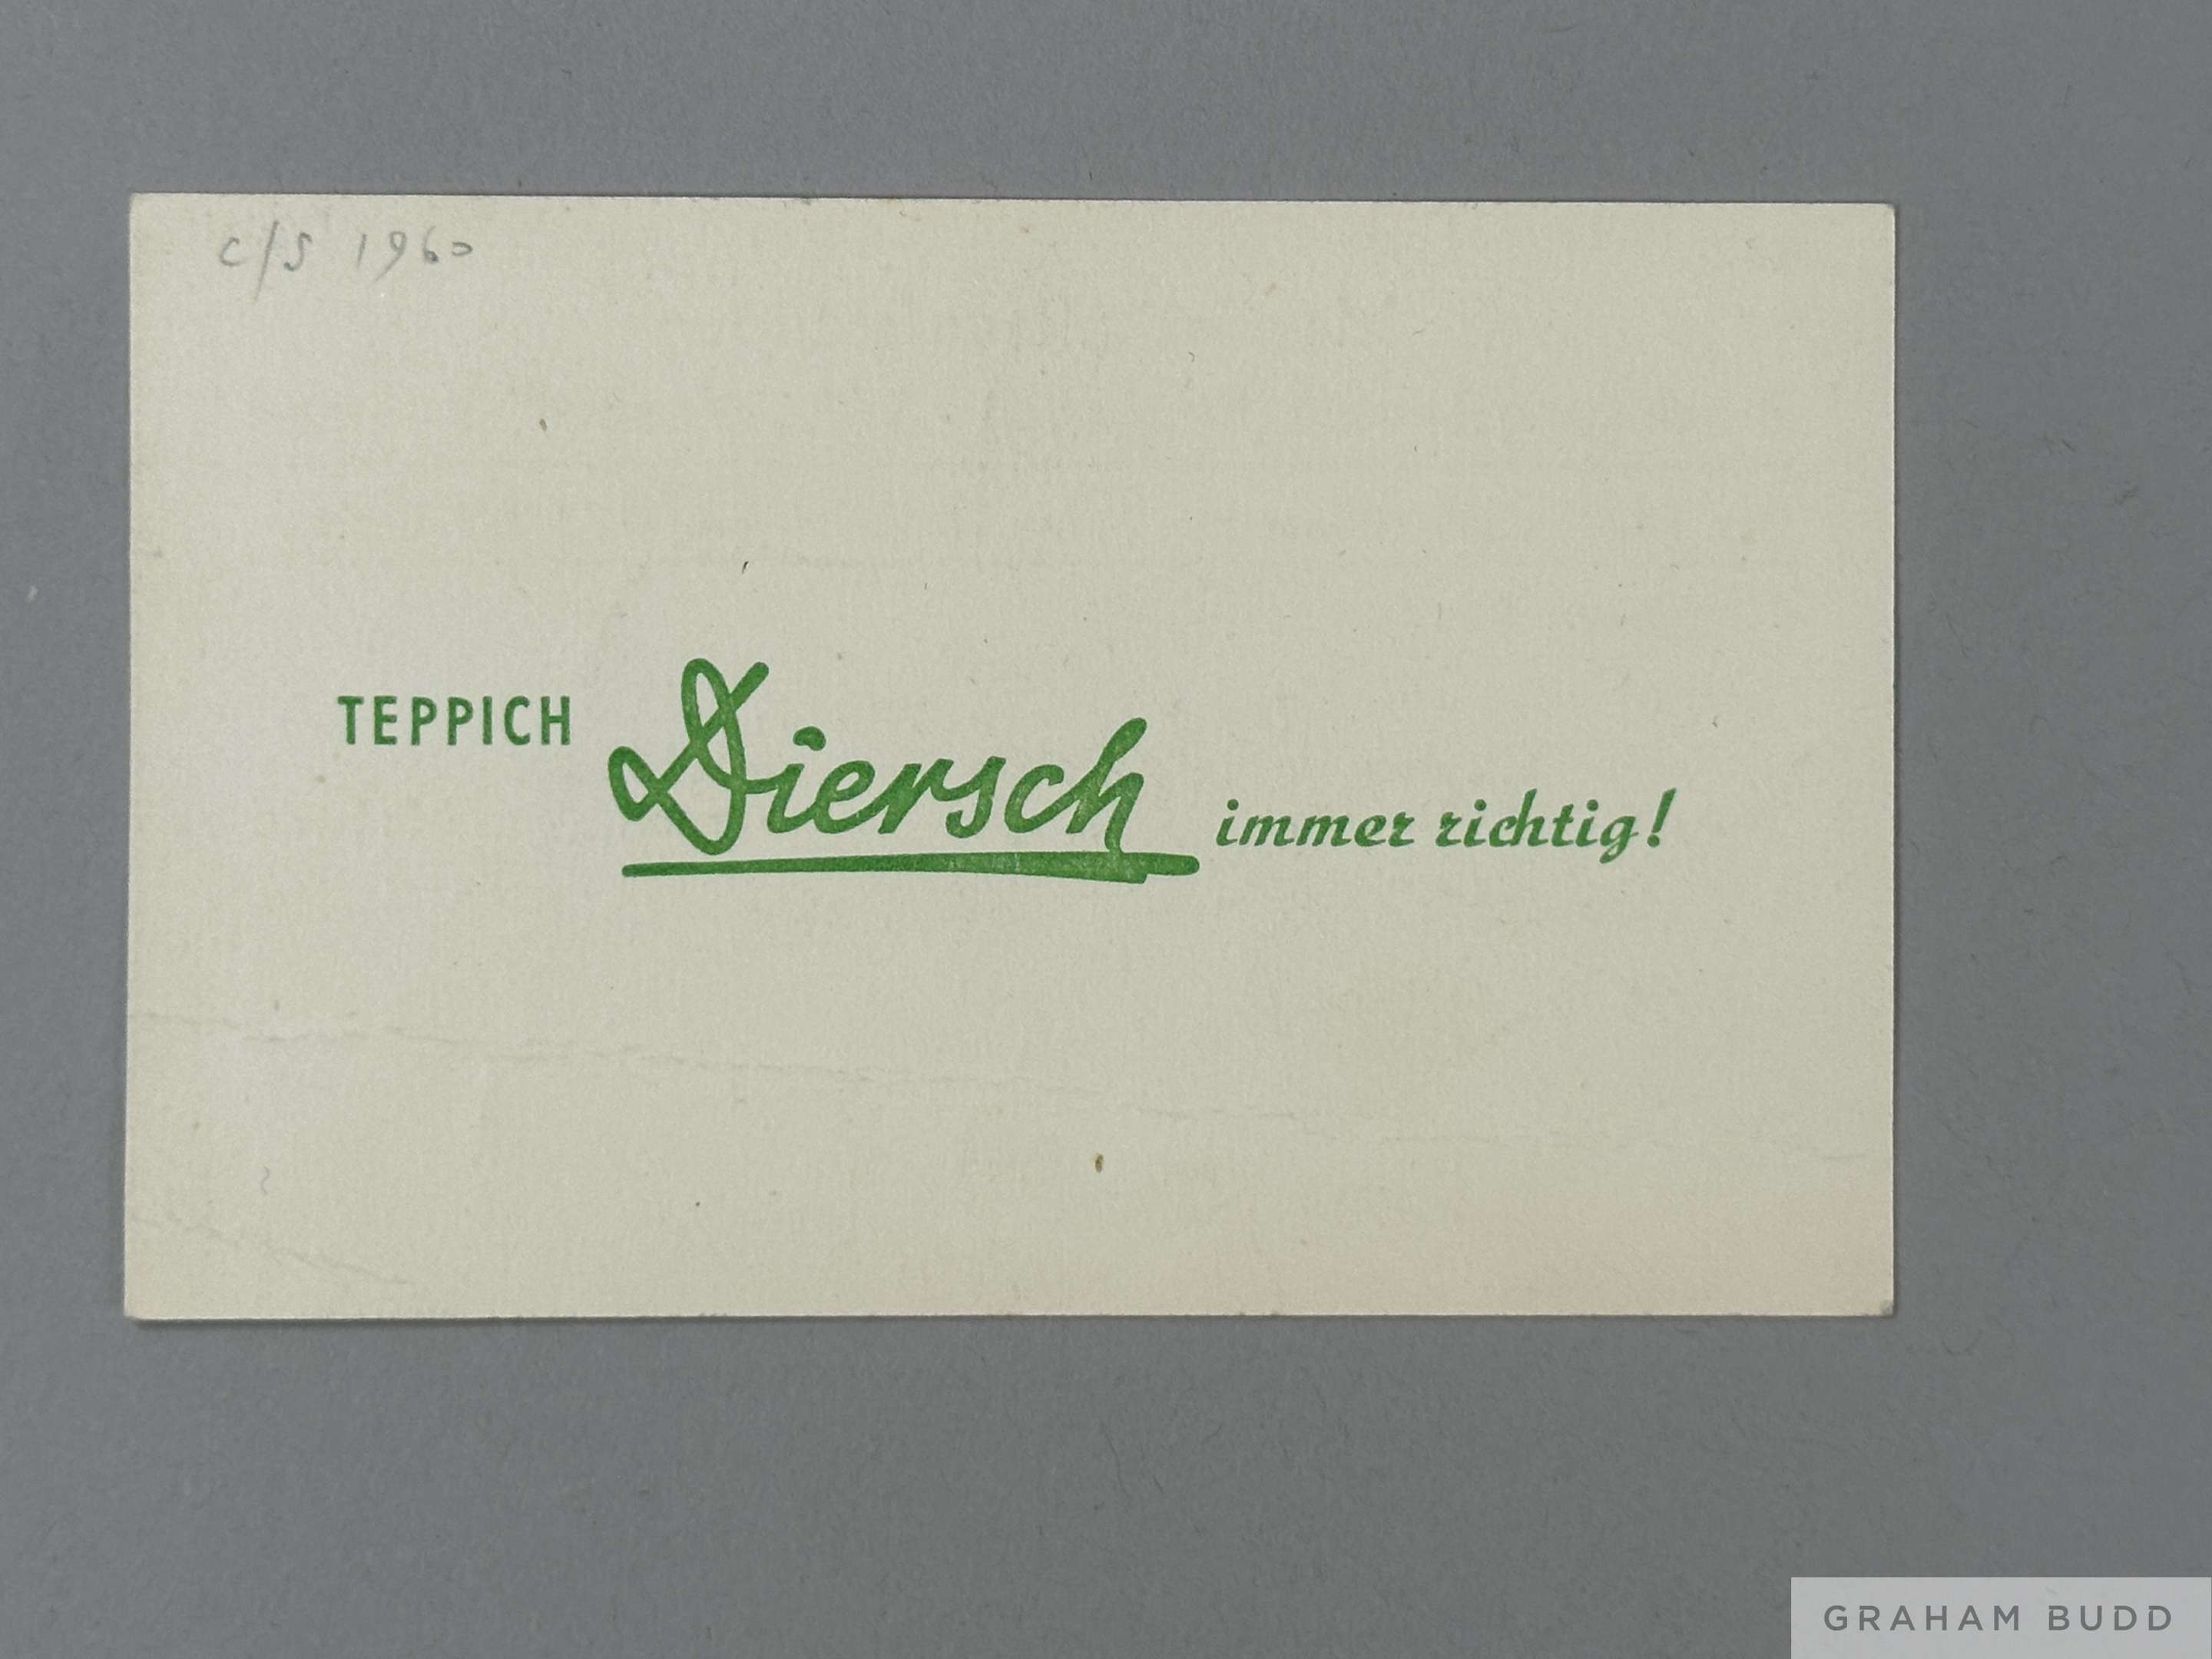 c/s 1960
TEPPICH Diersch immer richtig!
GRAHAM BUDD